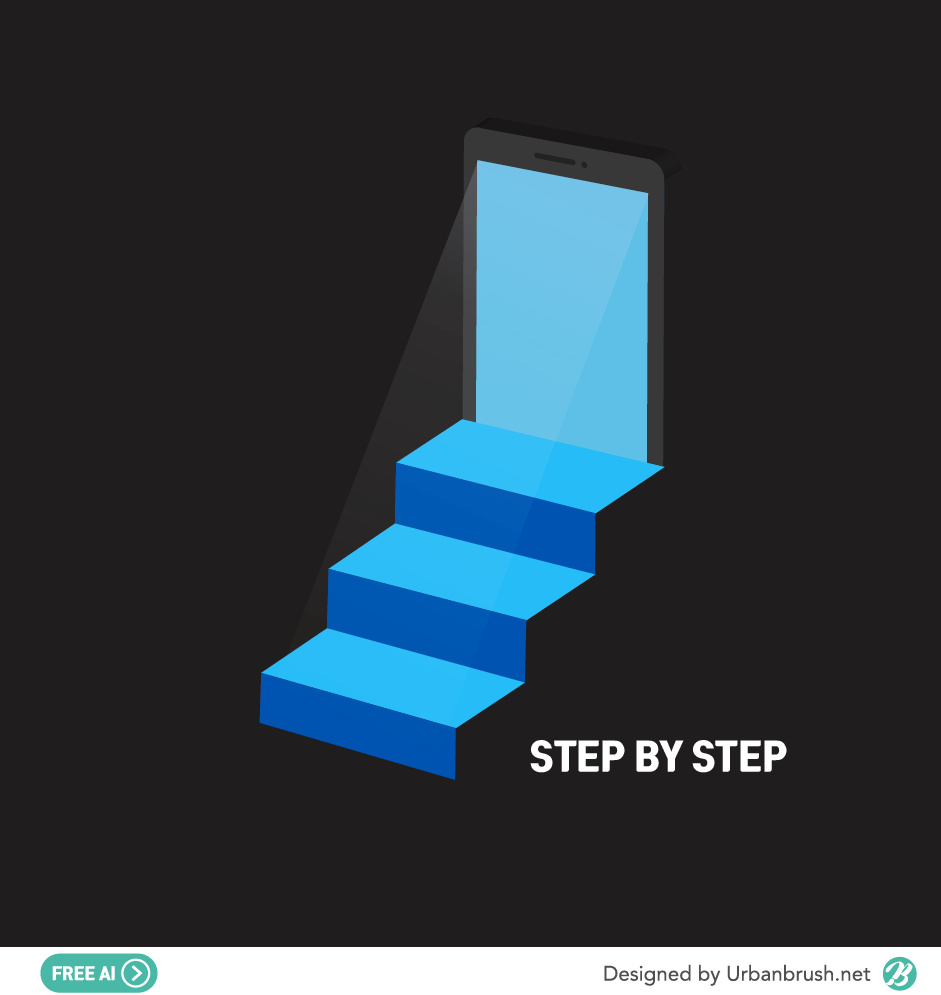 STEP BY STEP
FREE AI
Designed by Urbanbrush.net
B